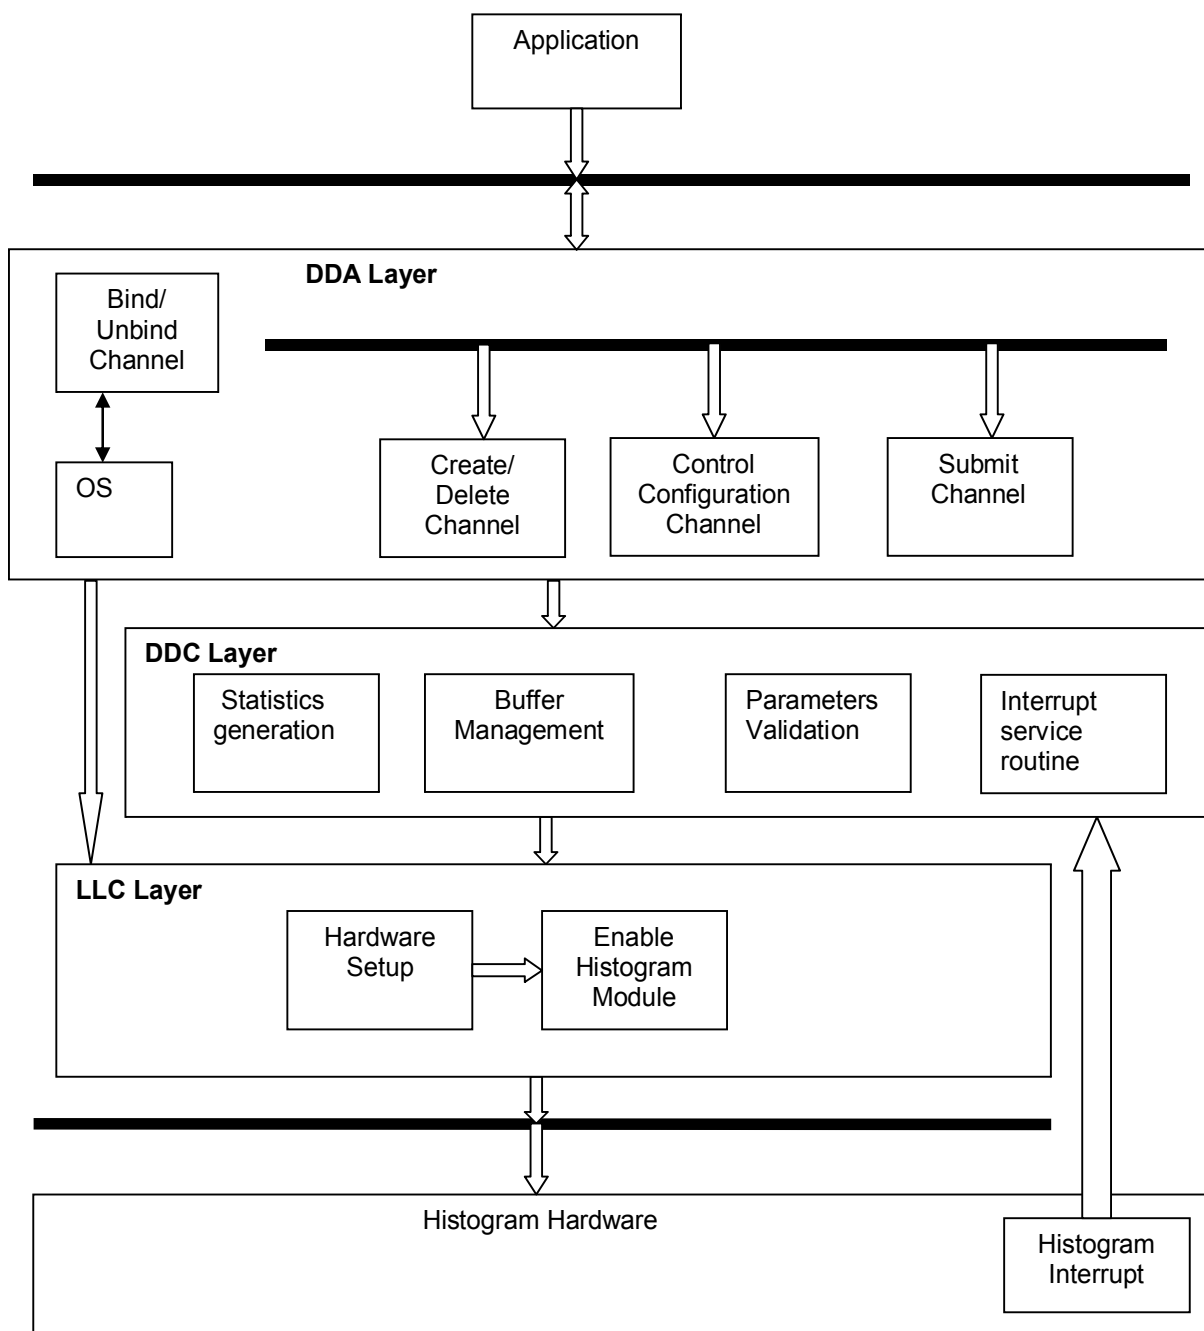 Application
DDA Layer
Bind/
Unbind
Channel
OS
Create/
Delete
Channel
Control
Configuration
Channel
Submit
Channel
DDC Layer
Statistics
generation
Buffer
Management
Parameters
Validation
Interrupt
service
routine
LLC Layer
Hardware
Setup
Enable
Histogram
Module
Histogram Hardware
Histogram
Interrupt